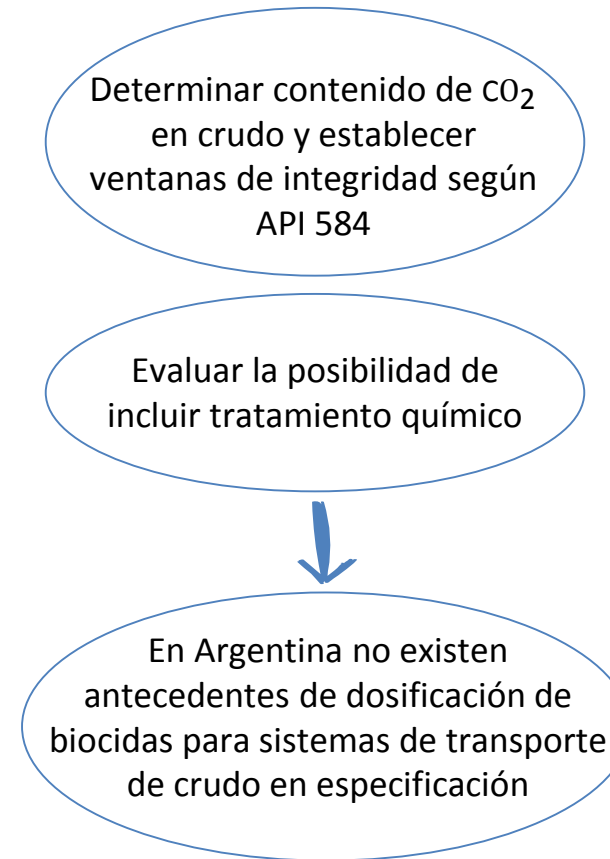 Determinar contenido de CO₂
en crudo y establecer
ventanas de integridad según
API 584
Evaluar la posibilidad de
incluir tratamiento químico
En Argentina no existen
antecedentes de dosificación de
biocidas para sistemas de transporte
de crudo en especificación